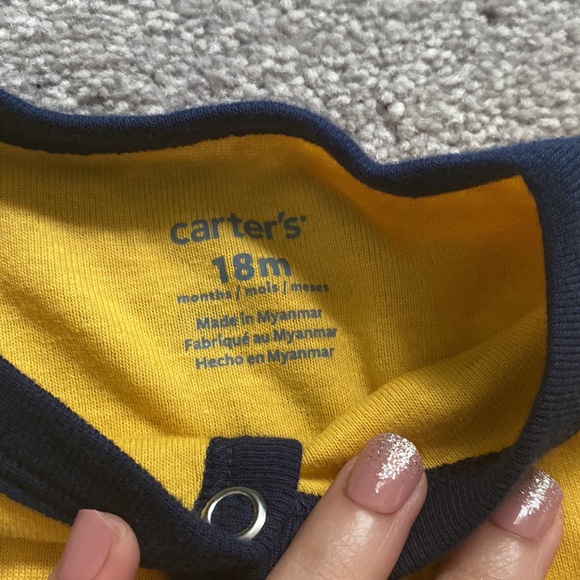 carter's
18m
months / mois / meses
Made in Myanmar
Fabriqué au Myanmar
Hecho en Myanmar